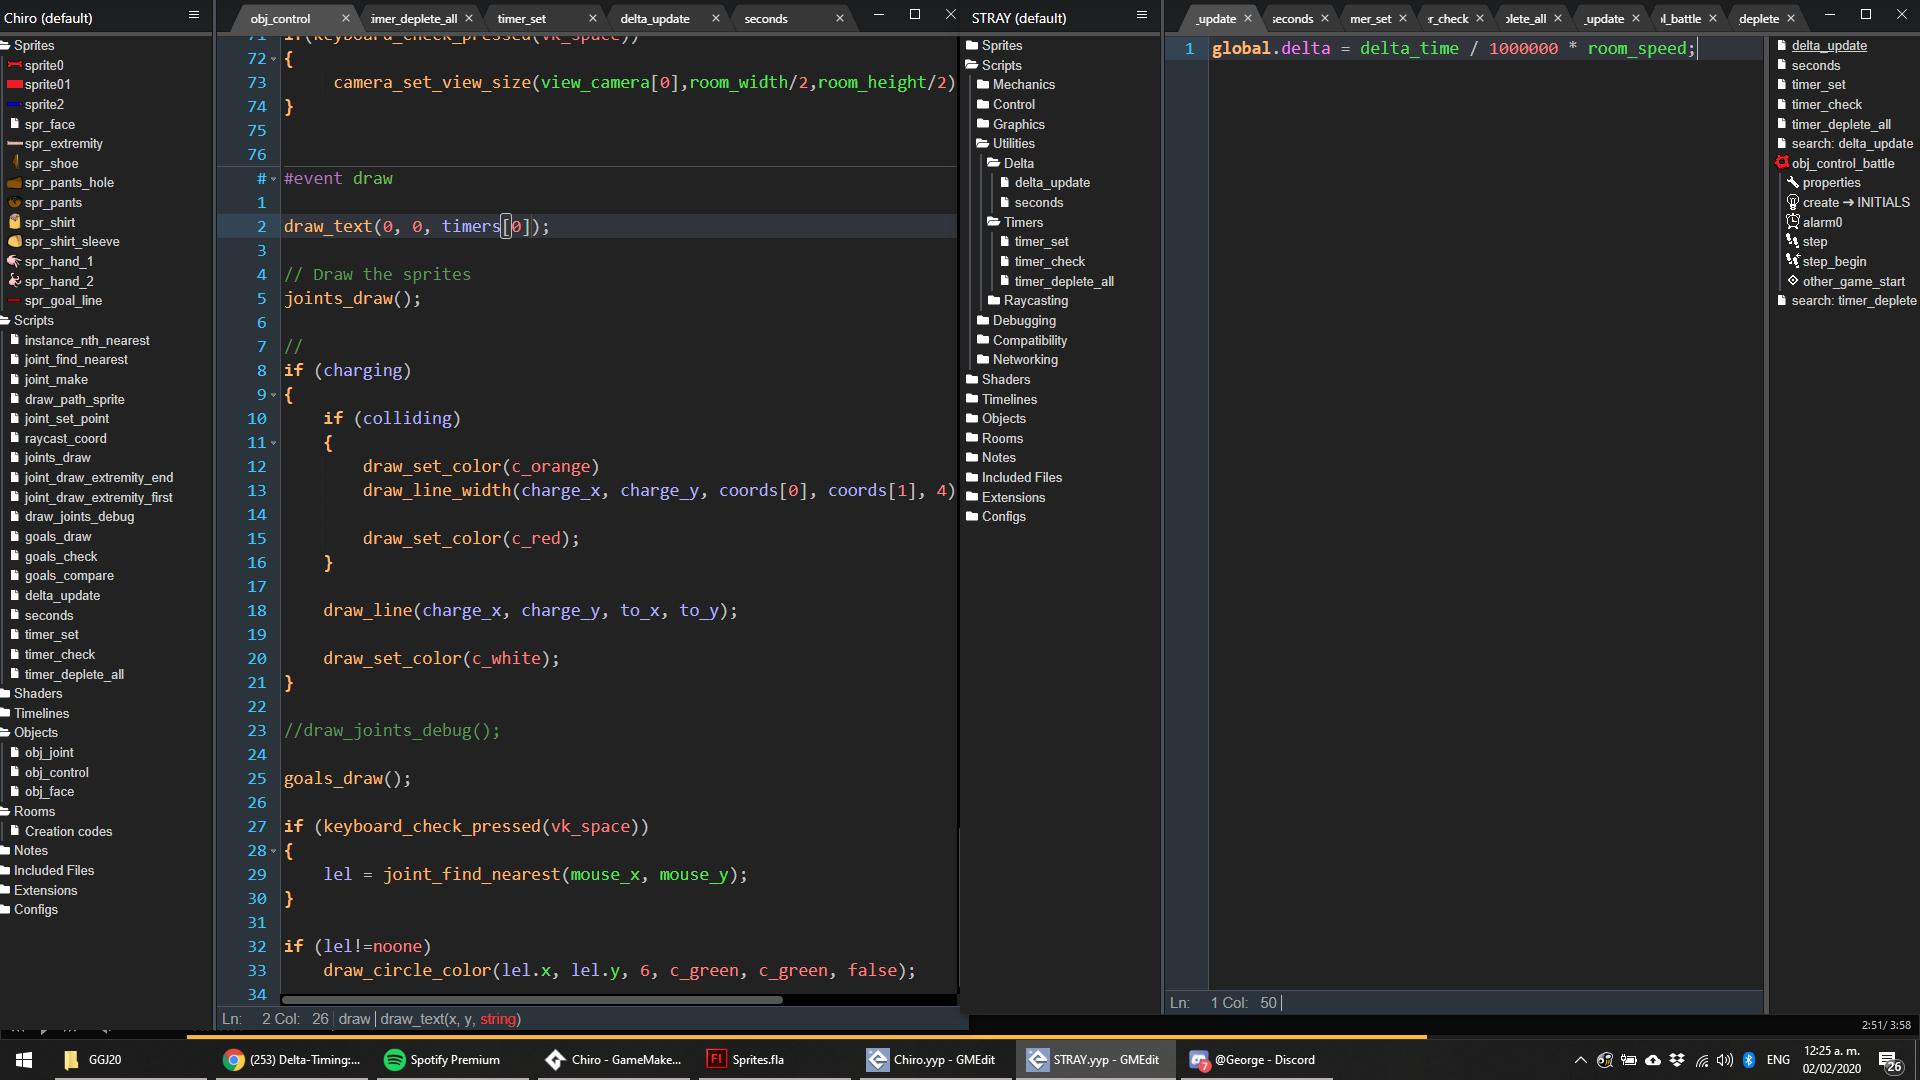 Chiro (default)
Sprites
sprite0
sprite01
sprite2
spr_face
spr_extremity
spr_shoe
spr_pants_hole
spr_pants
spr_shirt
spr_shirt_sleeve
spr_hand_1
spr_hand_2
spr_goal_line
Scripts
instance_nth_nearest
joint_find_nearest
joint_make
draw_path_sprite
joint_set_point
raycast_coord
joints_draw
joint_draw_extremity_end
joint_draw_extremity_first
draw_joints_debug
goals_draw
goals_check
goals_compare
delta_update
seconds
timer_set
timer_check
timer_deplete_all
Shaders
Timelines
Objects
obj_joint
obj_control
obj_face
Rooms
Creation codes
Notes
Included Files
Extensions
Configs
obj_control
timer_deplete_all
timer_set
delta_update
seconds
71 if(keyboard_check_pressed(vk_space))
72 {
73 camera_set_view_size(view_camera[0],room_width/2,room_height/2)
74 }
75
76
# #event draw
1
2 draw_text(0, 0, timers[0]);
3
4 // Draw the sprites
5 joints_draw();
6
7 //
8 if (charging)
9 {
10 if (colliding)
11 {
12 draw_set_color(c_orange)
13 draw_line_width(charge_x, charge_y, coords[0], coords[1], 4)
14
15 draw_set_color(c_red);
16 }
17
18 draw_line(charge_x, charge_y, to_x, to_y);
19
20 draw_set_color(c_white);
21 }
22
23 //draw_joints_debug();
24
25 goals_draw();
26
27 if (keyboard_check_pressed(vk_space))
28 {
29 lel = joint_find_nearest(mouse_x, mouse_y);
30 }
31
32 if (lel!=noone)
33 draw_circle_color(lel.x, lel.y, 6, c_green, c_green, false);
34
Ln: 2 Col: 26 draw draw_text(x, y, string)
STRAY (default)
Sprites
Scripts
Mechanics
Control
Graphics
Utilities
Delta
delta_update
seconds
Timers
timer_set
timer_check
timer_deplete_all
Raycasting
Debugging
Compatibility
Networking
Shaders
Timelines
Objects
Rooms
Notes
Included Files
Extensions
Configs
_update
seconds
mer_set
r_check
plete_all
_update
l_battle
deplete
1 global.delta = delta_time / 1000000 * room_speed;
Ln: 1 Col: 50
delta_update
seconds
timer_set
timer_check
timer_deplete_all
search: delta_update
obj_control_battle
properties
create ➔ INITIALS
alarm0
step
step_begin
other_game_start
search: timer_deplete
2:51/ 3:58
GGJ20
(253) Delta-Timing:...
Spotify Premium
Chiro - GameMake...
Sprites.fla
Chiro.yyp - GMEdit
STRAY.yyp - GMEdit
7
@George - Discord
ENG
12:25 a. m.
02/02/2020
26